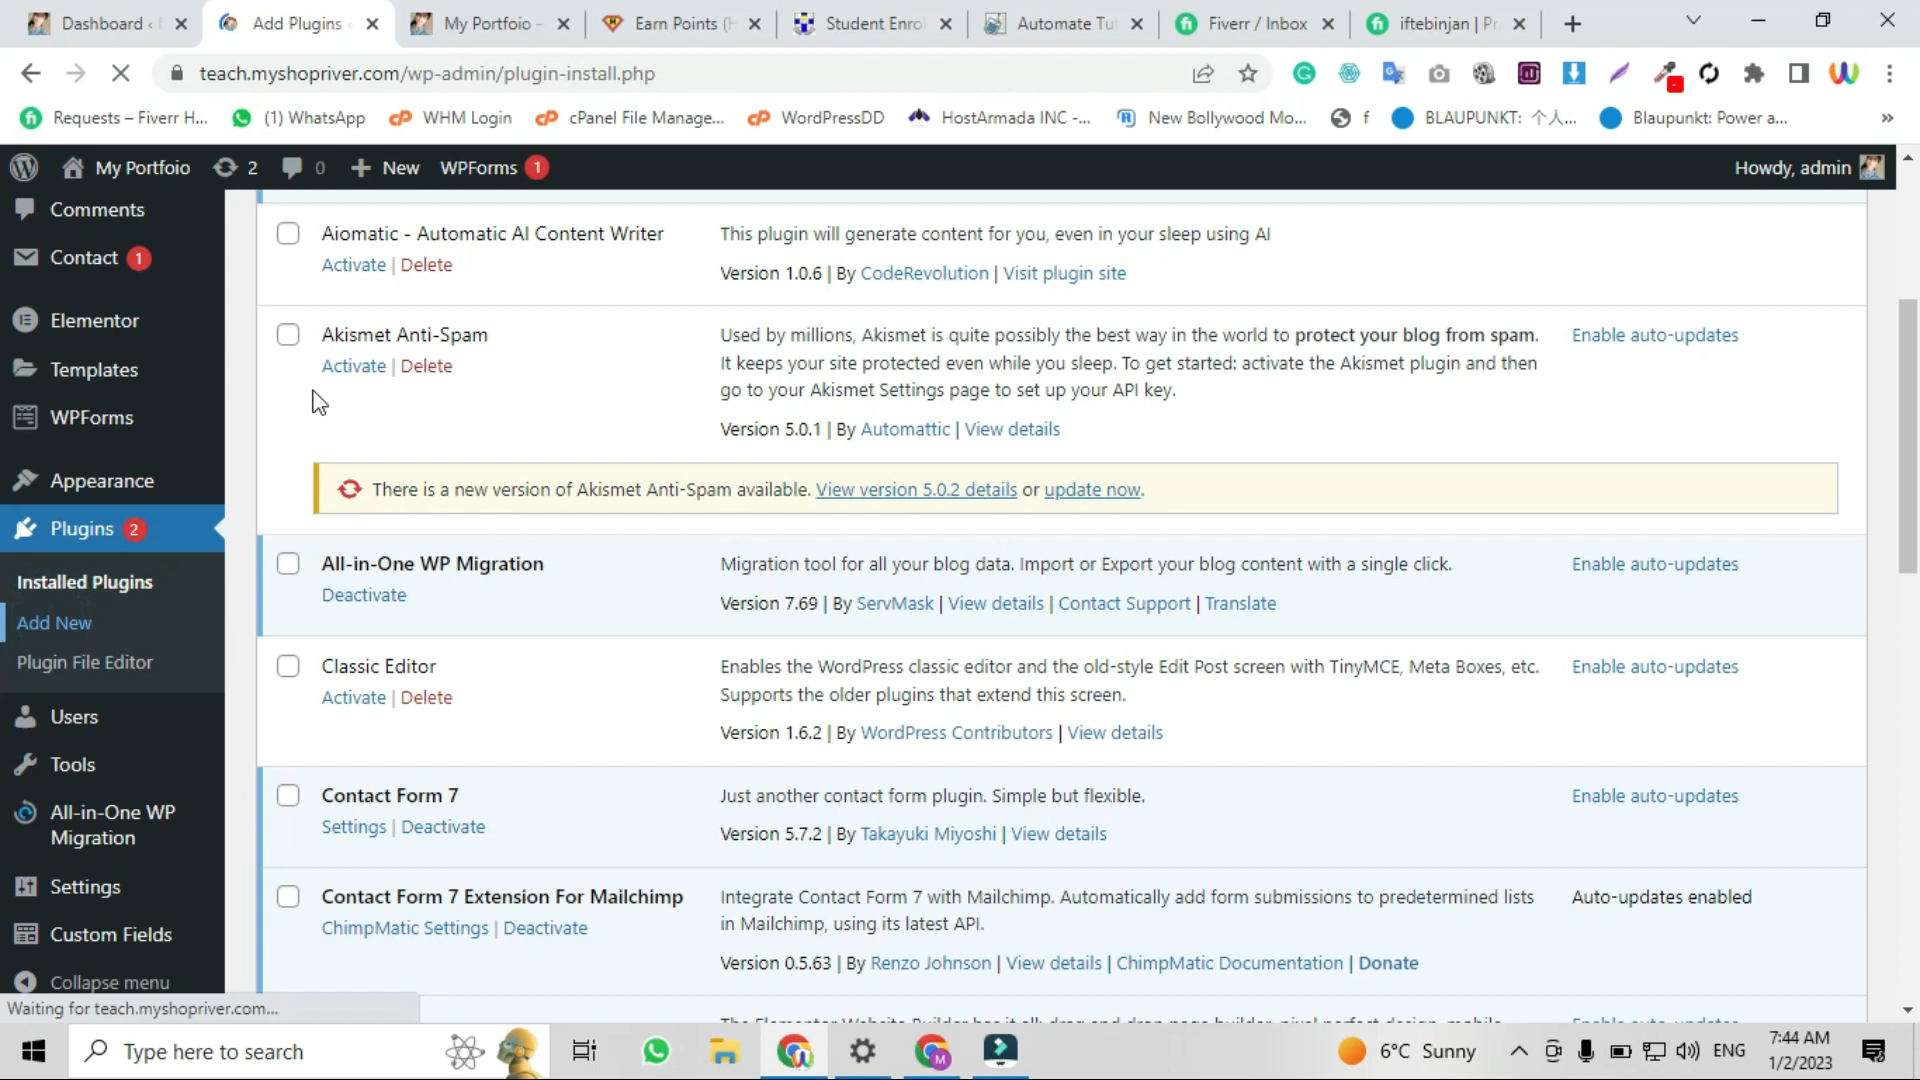 Dashboard ‹
Add Plugins ‹
My Portfoio –
Earn Points (H
Student Enrol
Automate Tu
Fiverr / Inbox
iftebinjan | Pr
teach.myshopriver.com/wp-admin/plugin-install.php
Requests – Fiverr H...
(1) WhatsApp
WHM Login
cPanel File Manage...
WordPressDD
HostArmada INC -...
New Bollywood Mo...
f
BLAUPUNKT: 个人...
Blaupunkt: Power a...
»
My Portfoio
2
0
New
WPForms 1
Howdy, admin
Comments
Contact 1
Elementor
Templates
WPForms
Appearance
Plugins 2
Installed Plugins
Add New
Plugin File Editor
Users
Tools
All-in-One WP
Migration
Settings
Custom Fields
Collapse menu
Waiting for teach.myshopriver.com...
Aiomatic - Automatic AI Content Writer
Activate | Delete
This plugin will generate content for you, even in your sleep using AI
Version 1.0.6 | By CodeRevolution | Visit plugin site
Akismet Anti-Spam
Activate | Delete
Used by millions, Akismet is quite possibly the best way in the world to protect your blog from spam.
It keeps your site protected even while you sleep. To get started: activate the Akismet plugin and then
go to your Akismet Settings page to set up your API key.
Version 5.0.1 | By Automattic | View details
Enable auto-updates
There is a new version of Akismet Anti-Spam available. View version 5.0.2 details or update now.
All-in-One WP Migration
Deactivate
Migration tool for all your blog data. Import or Export your blog content with a single click.
Version 7.69 | By ServMask | View details | Contact Support | Translate
Enable auto-updates
Classic Editor
Activate | Delete
Enables the WordPress classic editor and the old-style Edit Post screen with TinyMCE, Meta Boxes, etc.
Supports the older plugins that extend this screen.
Version 1.6.2 | By WordPress Contributors | View details
Enable auto-updates
Contact Form 7
Settings | Deactivate
Just another contact form plugin. Simple but flexible.
Version 5.7.2 | By Takayuki Miyoshi | View details
Enable auto-updates
Contact Form 7 Extension For Mailchimp
ChimpMatic Settings | Deactivate
Integrate Contact Form 7 with Mailchimp. Automatically add form submissions to predetermined lists
in Mailchimp, using its latest API.
Version 0.5.63 | By Renzo Johnson | View details | ChimpMatic Documentation | Donate
Auto-updates enabled
Type here to search
6°C Sunny
ENG
7:44 AM
1/2/2023